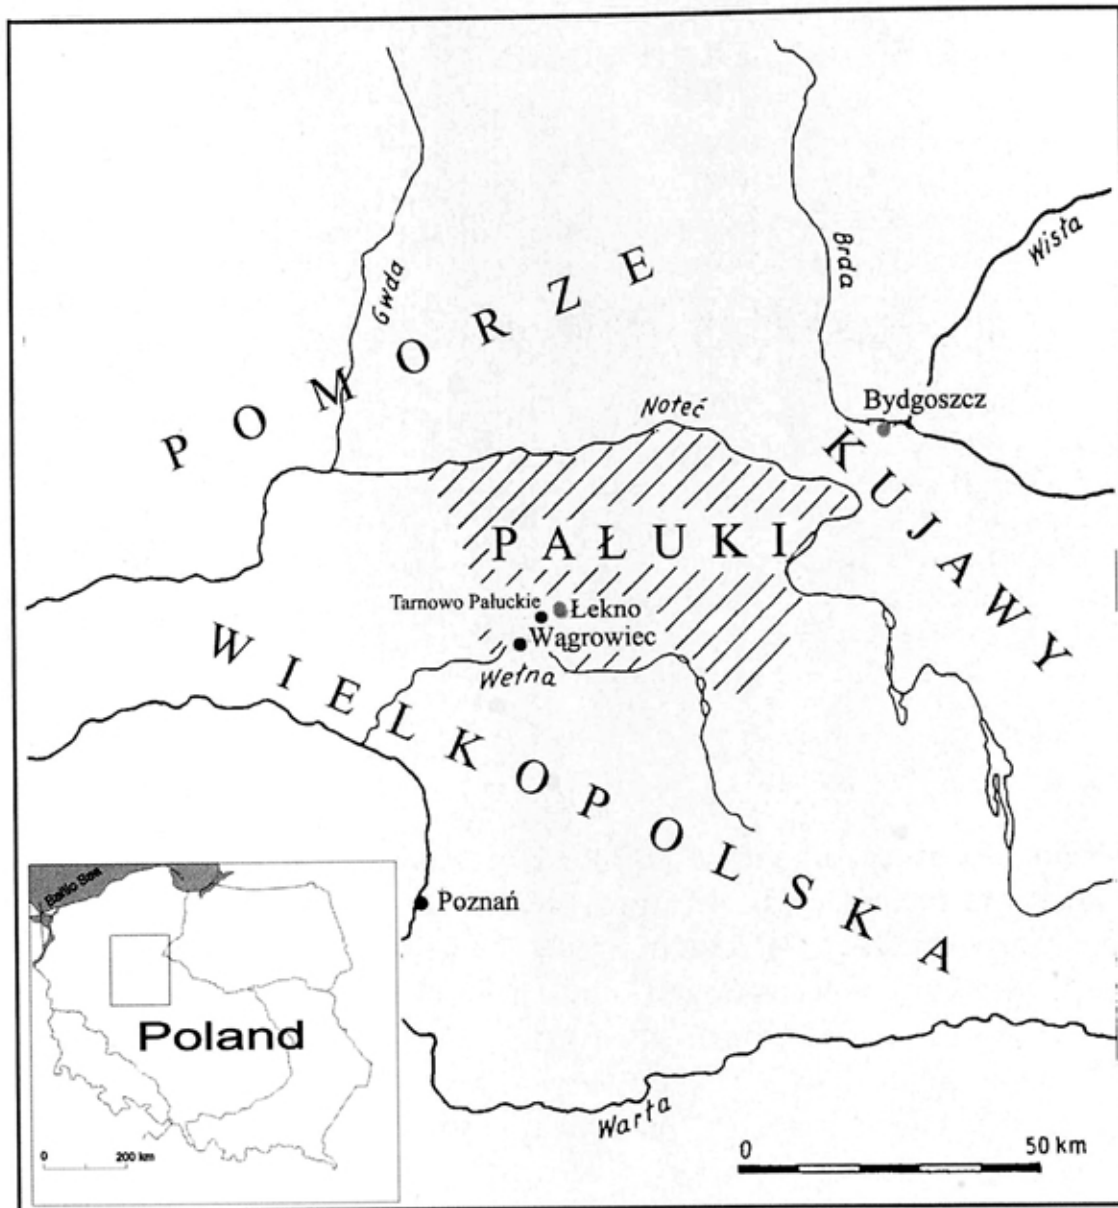 POMORZE
Gwda
Brda
Wisła
Bydgoszcz
Noteć
KUJAWY
PAŁUKI
Tarnowo Pałuckie
Łekno
Wągrowiec
Wełna
WIELKOPOLSKA
Poznań
Warta
0 50 km
Baltic Sea
Poland
0 200 km